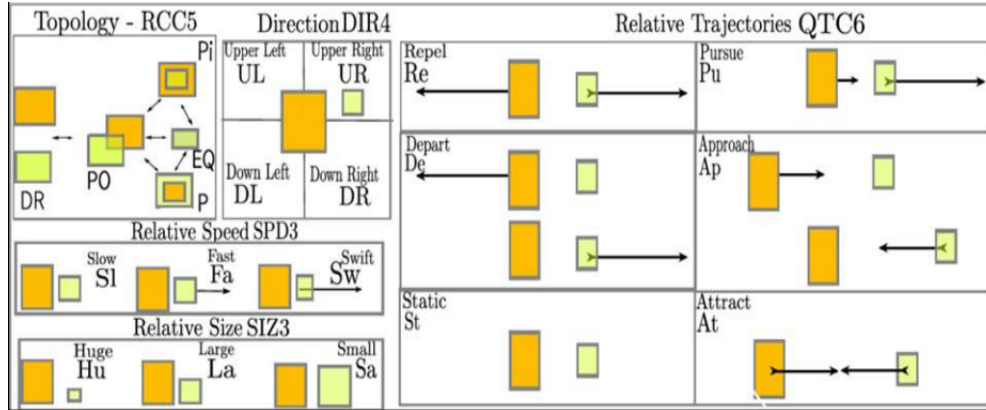 Topology - RCC5
Pi
DR
PO
EQ
P
Direction DIR4
Upper Left
UL
Upper Right
UR
Down Left
DL
Down Right
DR
Relative Speed SPD3
Slow
Sl
Fast
Fa
Swift
Sw
Relative Size SIZ3
Huge
Hu
Large
La
Small
Sa
Relative Trajectories QTC6
Repel
Re
Pursue
Pu
Depart
De
Approach
Ap
Static
St
Attract
At